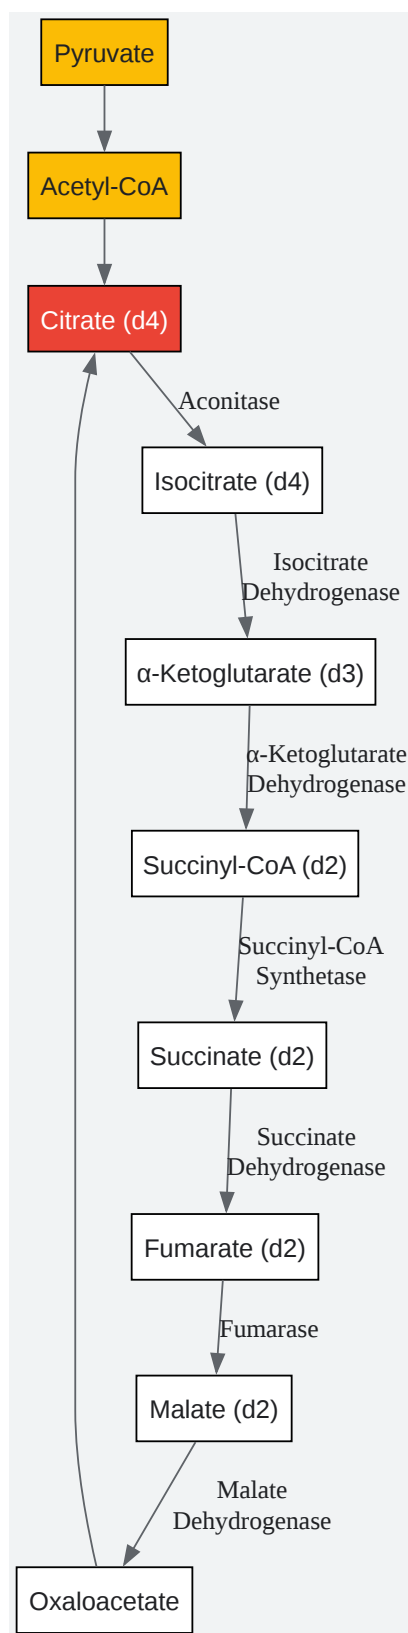 Pyruvate
Acetyl-CoA
Citrate (d4)
Aconitase
Isocitrate (d4)
Isocitrate
Dehydrogenase
α-Ketoglutarate (d3)
α-Ketoglutarate
Dehydrogenase
Succinyl-CoA (d2)
Succinyl-CoA
Synthetase
Succinate (d2)
Succinate
Dehydrogenase
Fumarate (d2)
Fumarase
Malate (d2)
Malate
Dehydrogenase
Oxaloacetate